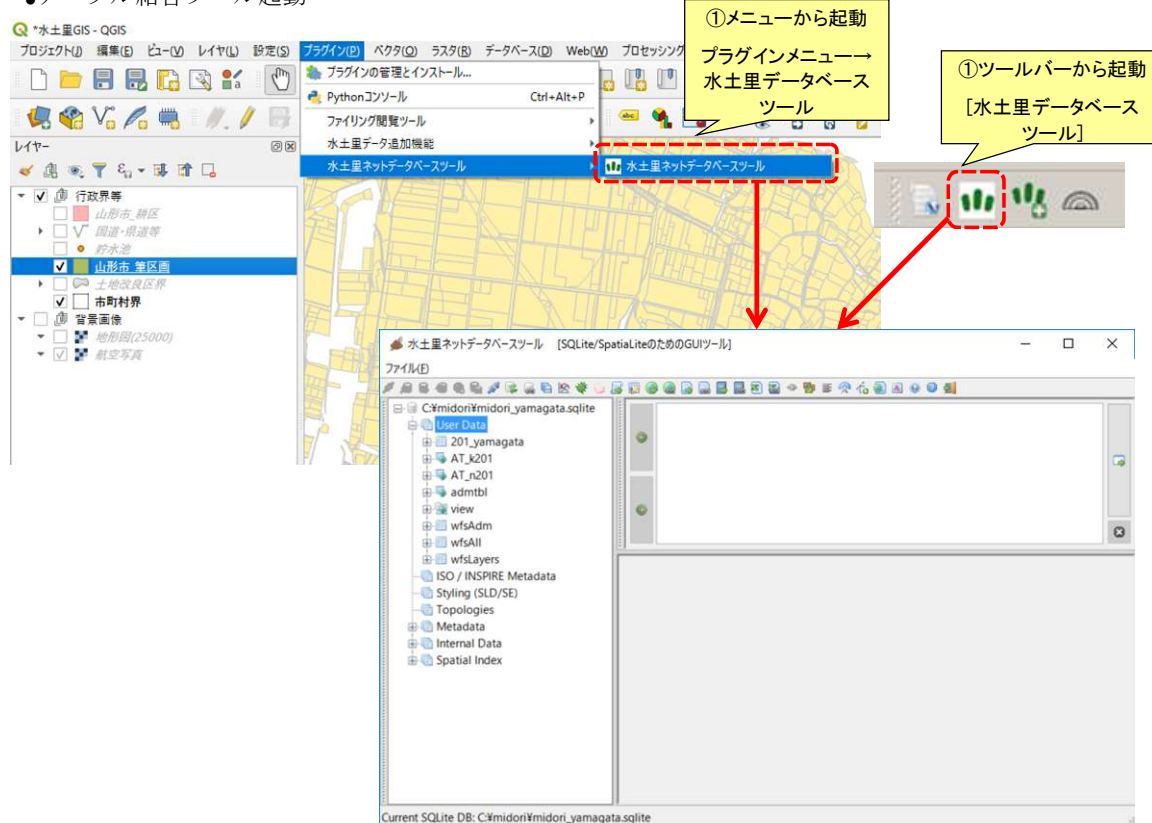 ●テーブル結合ツール起動
*水土里GIS - QGIS
プロジェクト(J) 編集(E) ビュー(V) レイヤ(L) 設定(S) プラグイン(P) ベクタ(O) ラスタ(R) データベース(D) Web(W) プロセッシング
プラグインの管理とインストール...
Pythonコンソール Ctrl+Alt+P
ファイリング閲覧ツール
水土里データ追加機能
水土里ネットデータベースツール
水土里ネットデータベースツール
①メニューから起動
プラグインメニュー→
水土里データベース
ツール
①ツールバーから起動
[水土里データベース
ツール]
abc
レイヤー
行政界等
山形市_耕区
国道・県道等
貯水池
山形市_筆区画
土地改良区界
市町村界
背景画像
地形図(25000)
航空写真
水土里ネットデータベースツール [SQLite/SpatiaLiteのためのGUIツール]
ファイル(F)
C:¥midori¥midori_yamagata.sqlite
User Data
201_yamagata
AT_k201
AT_n201
admtbl
view
wfsAdm
wfsAll
wfsLayers
ISO / INSPIRE Metadata
Styling (SLD/SE)
Topologies
Metadata
Internal Data
Spatial Index
Current SQLite DB: C:¥midori¥midori_yamagata.sqlite